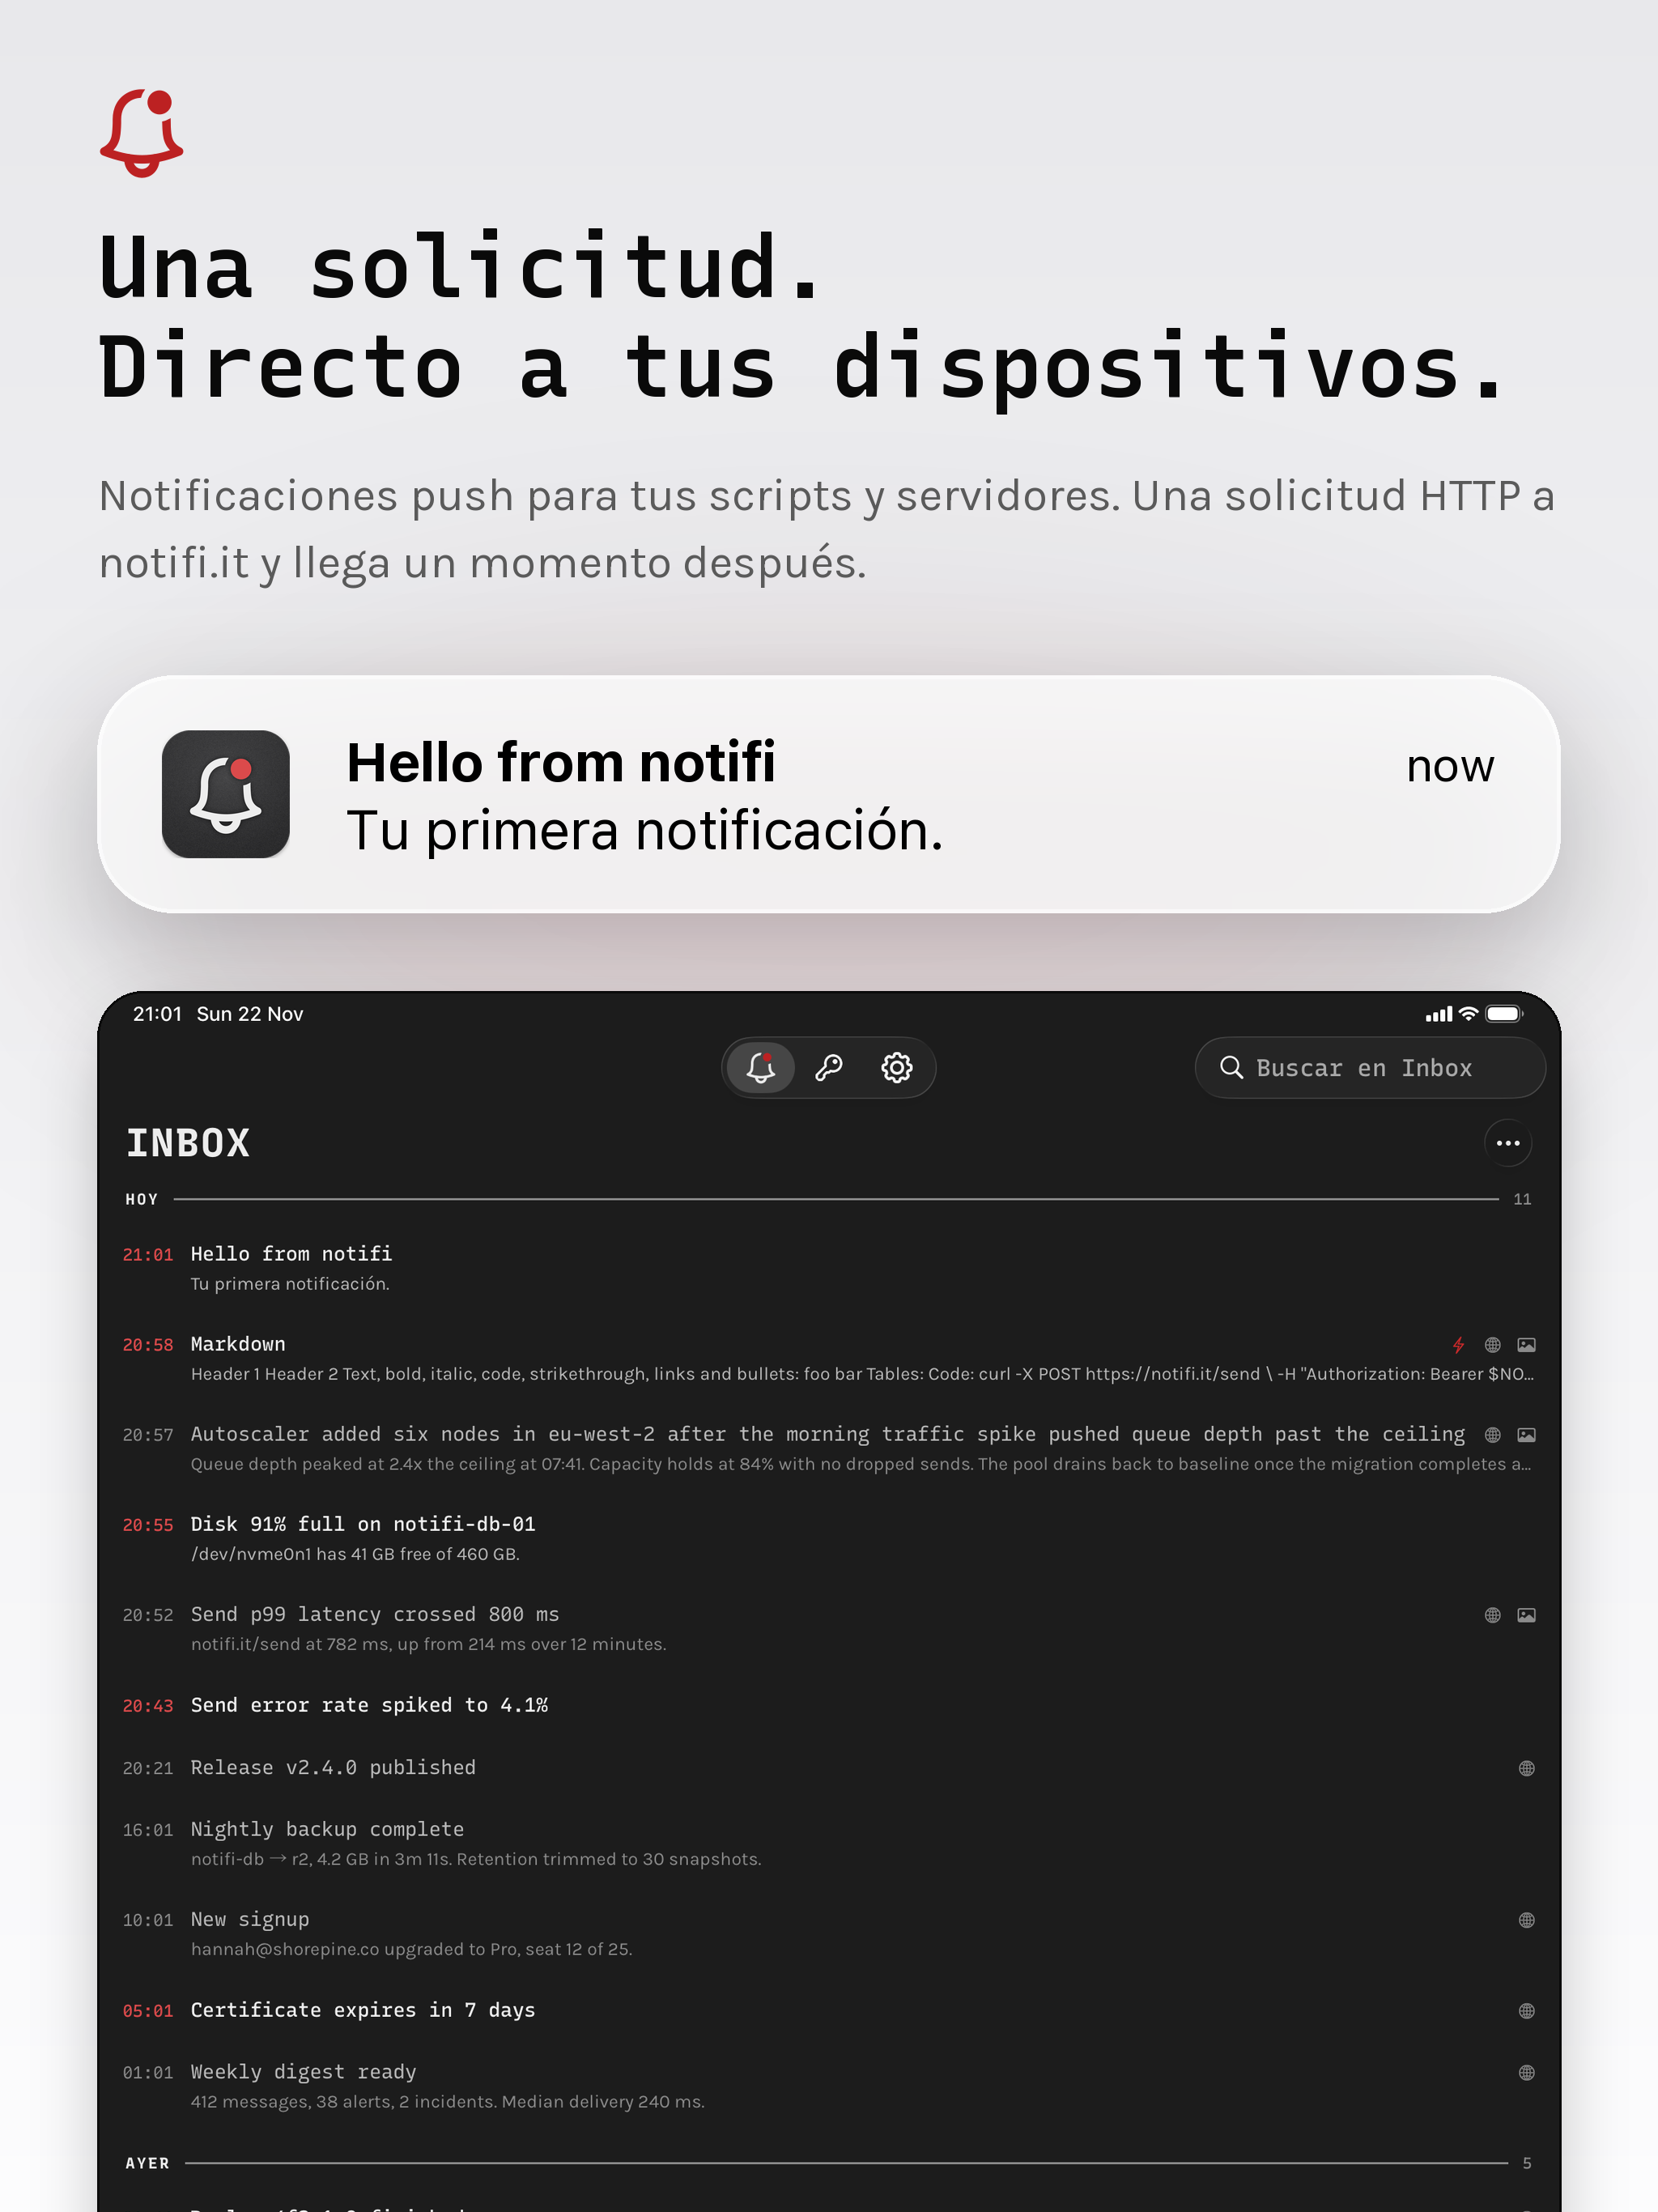 Una solicitud.
Directo a tus dispositivos.
Notificaciones push para tus scripts y servidores. Una solicitud HTTP a
notifi.it y llega un momento después.
Hello from notifi
now
Tu primera notificación.
21:01 Sun 22 Nov
Buscar en Inbox
INBOX
HOY 11
21:01 Hello from notifi
Tu primera notificación.
20:58 Markdown
Header 1 Header 2 Text, bold, italic, code, strikethrough, links and bullets: foo bar Tables: Code: curl -X POST https://notifi.it/send \ -H "Authorization: Bearer $NO...
20:57 Autoscaler added six nodes in eu-west-2 after the morning traffic spike pushed queue depth past the ceiling
Queue depth peaked at 2.4x the ceiling at 07:41. Capacity holds at 84% with no dropped sends. The pool drains back to baseline once the migration completes a...
20:55 Disk 91% full on notifi-db-01
/dev/nvme0n1 has 41 GB free of 460 GB.
20:52 Send p99 latency crossed 800 ms
notifi.it/send at 782 ms, up from 214 ms over 12 minutes.
20:43 Send error rate spiked to 4.1%
20:21 Release v2.4.0 published
16:01 Nightly backup complete
notifi-db → r2, 4.2 GB in 3m 11s. Retention trimmed to 30 snapshots.
10:01 New signup
hannah@shorepine.co upgraded to Pro, seat 12 of 25.
05:01 Certificate expires in 7 days
01:01 Weekly digest ready
412 messages, 38 alerts, 2 incidents. Median delivery 240 ms.
AYER 5